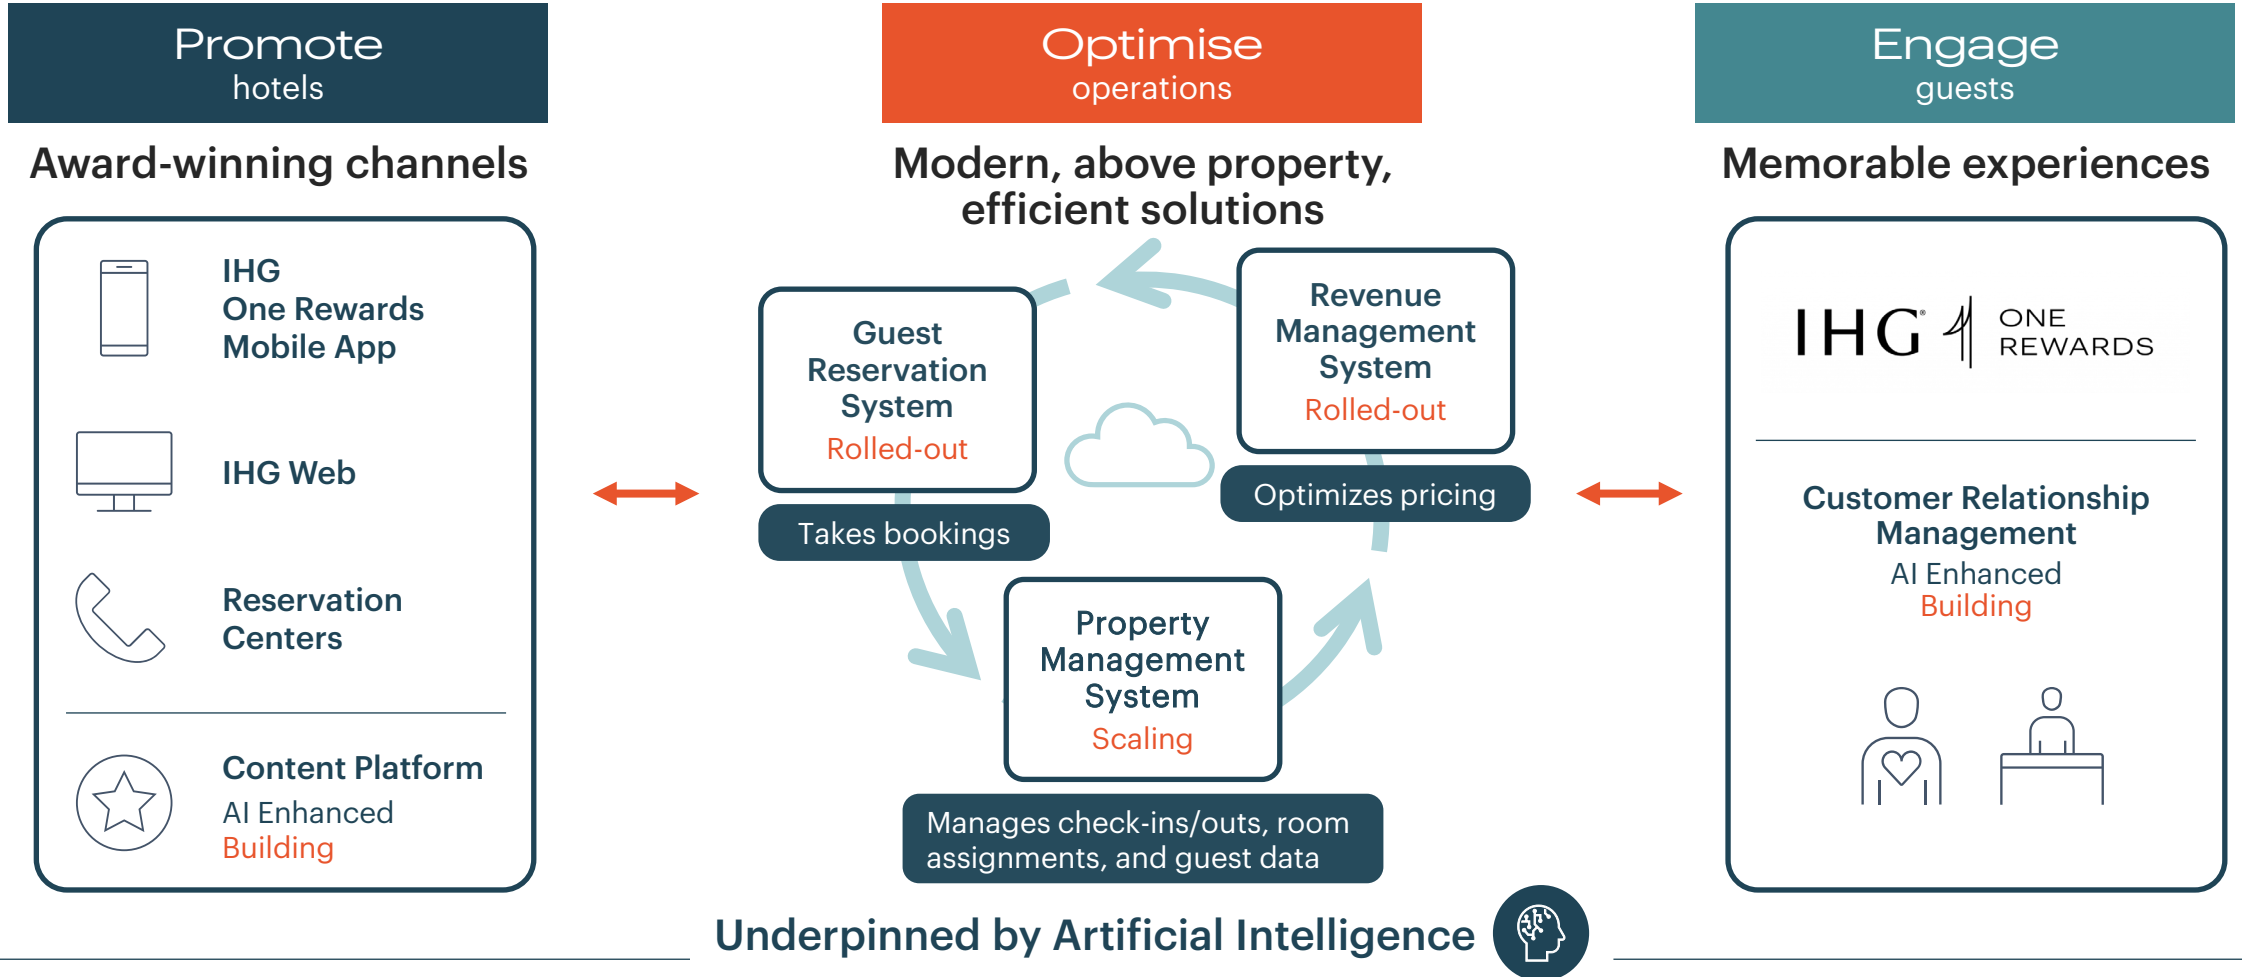 Promote
hotels
Award-winning channels
IHG
One Rewards
Mobile App
IHG Web
Reservation
Centers
Content Platform
AI Enhanced
Building
Optimise
operations
Modern, above property,
efficient solutions
Guest
Reservation
System
Rolled-out
Takes bookings
Revenue
Management
System
Rolled-out
Optimizes pricing
Property
Management
System
Scaling
Manages check-ins/outs, room
assignments, and guest data
Engage
guests
Memorable experiences
IHG® ONE
REWARDS
Customer Relationship
Management
AI Enhanced
Building
Underpinned by Artificial Intelligence